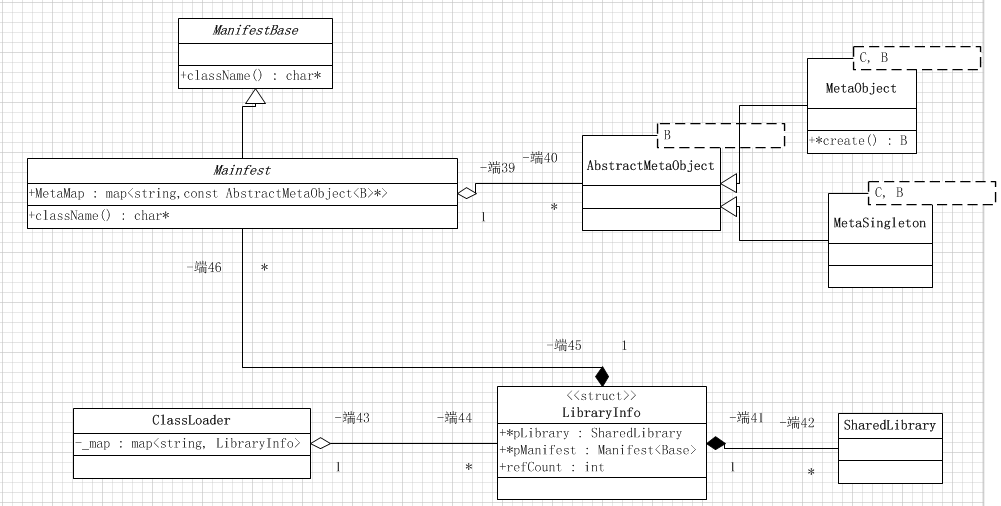 ManifestBase
+className() : char*
C, B
MetaObject
+*create() : B
B
AbstractMetaObject
Mainfest
+MetaMap : map<string,const AbstractMetaObject<B>*>
+className() : char*
-端39
-端40
1
*
C, B
MetaSingleton
-端46
*
-端45
1
<<struct>>
LibraryInfo
+*pLibrary : SharedLibrary
+*pManifest : Manifest<Base>
+refCount : int
ClassLoader
-_map : map<string, LibraryInfo>
-端43
-端44
1
*
-端41
-端42
1
*
SharedLibrary